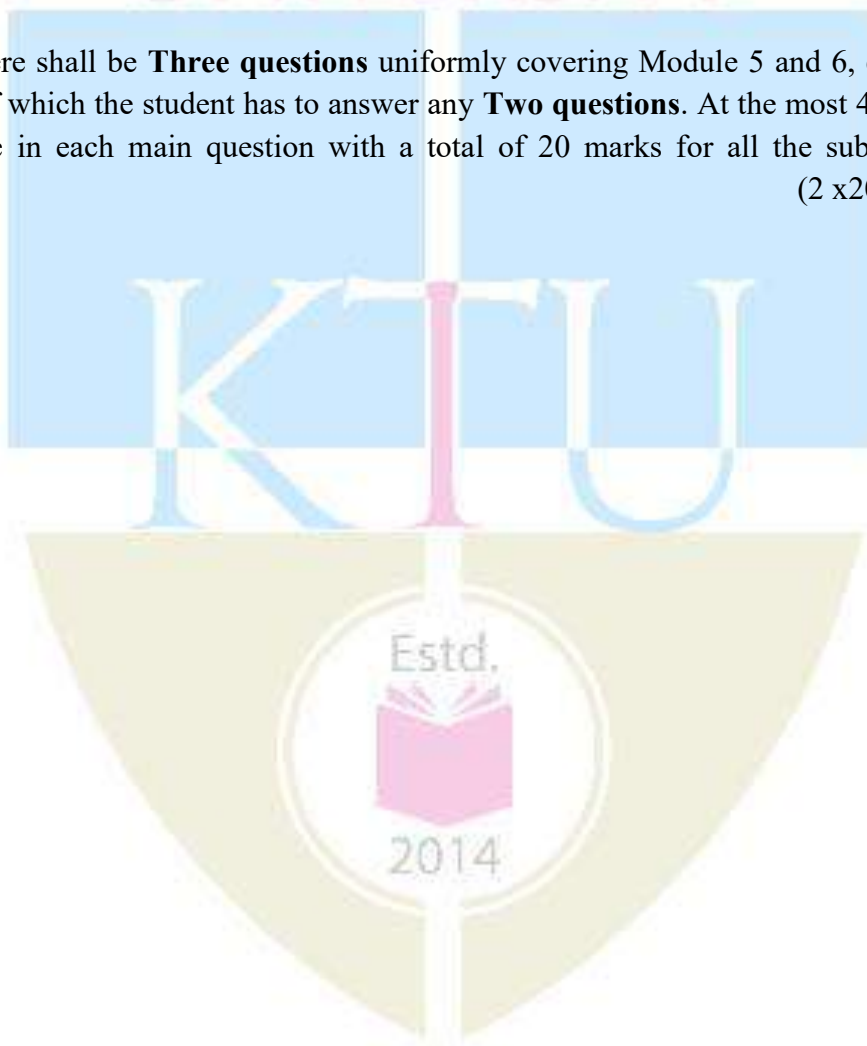 ere shall be Three questions uniformly covering Module 5 and 6,
f which the student has to answer any Two questions. At the most 4
e in each main question with a total of 20 marks for all the sub
(2 x20
KTU
Estd.
2014